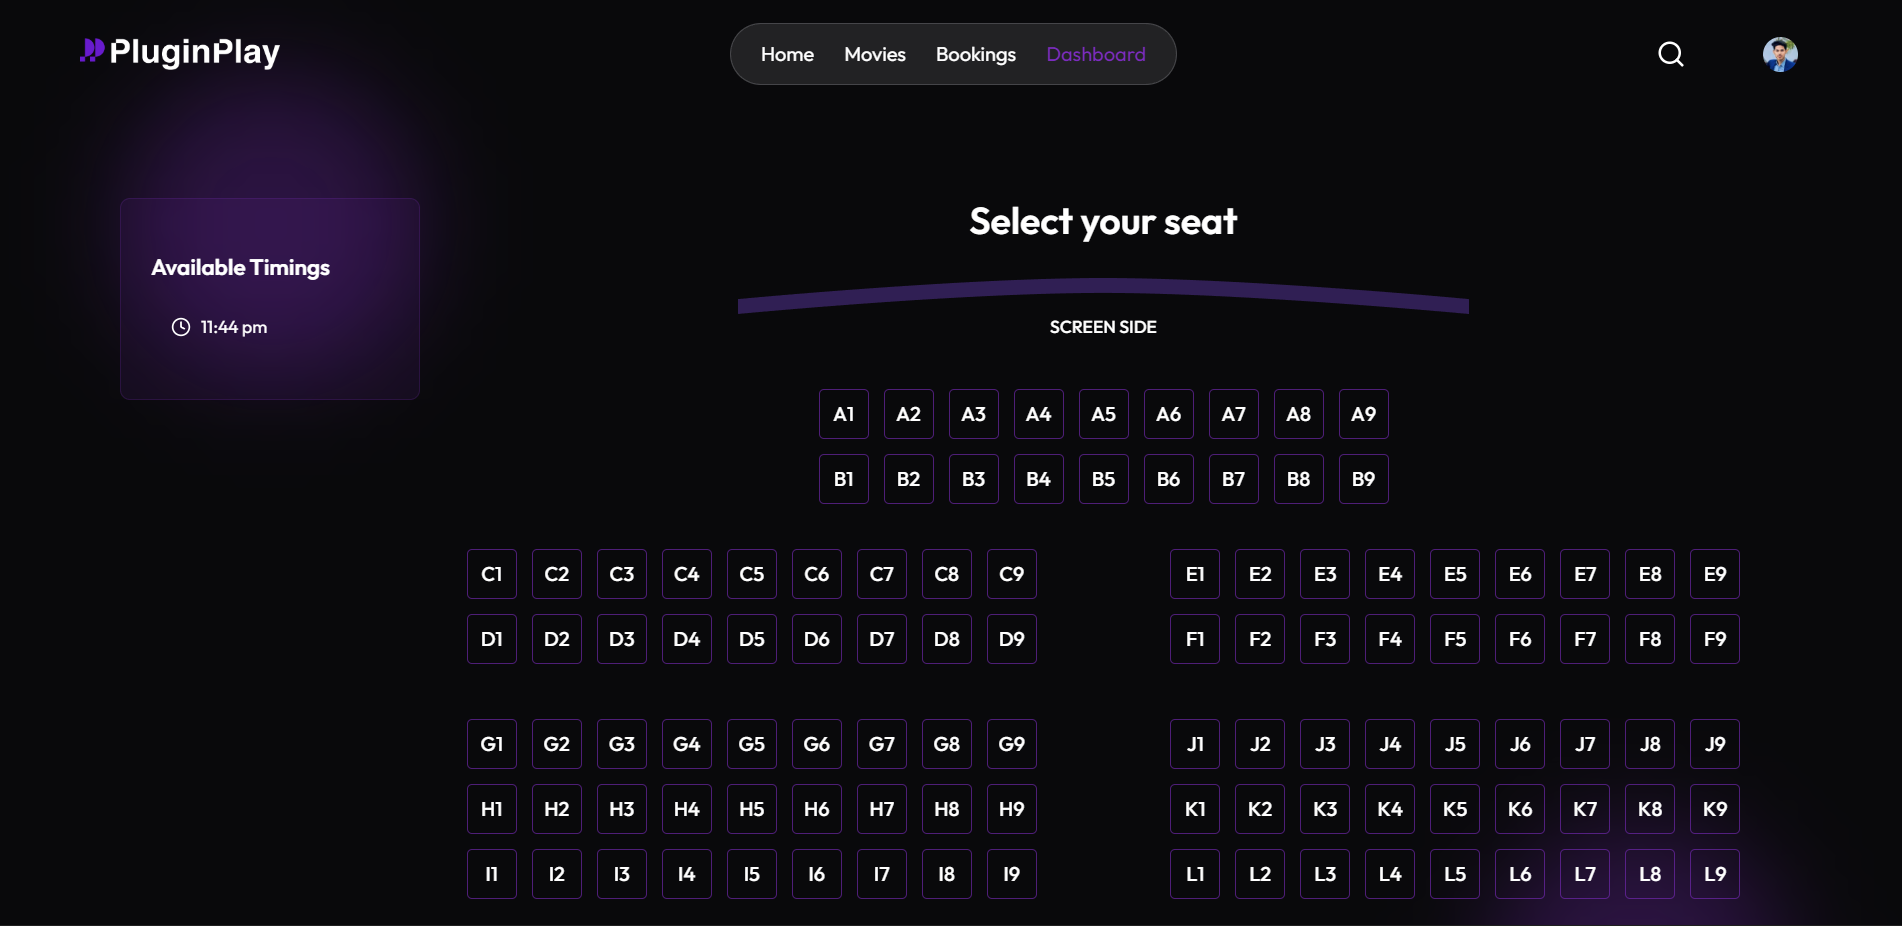 PluginPlay
Home Movies Bookings Dashboard
Available Timings
11:44 pm
Select your seat
SCREEN SIDE
A1 A2 A3 A4 A5 A6 A7 A8 A9
B1 B2 B3 B4 B5 B6 B7 B8 B9
C1 C2 C3 C4 C5 C6 C7 C8 C9
D1 D2 D3 D4 D5 D6 D7 D8 D9
E1 E2 E3 E4 E5 E6 E7 E8 E9
F1 F2 F3 F4 F5 F6 F7 F8 F9
G1 G2 G3 G4 G5 G6 G7 G8 G9
H1 H2 H3 H4 H5 H6 H7 H8 H9
I1 I2 I3 I4 I5 I6 I7 I8 I9
J1 J2 J3 J4 J5 J6 J7 J8 J9
K1 K2 K3 K4 K5 K6 K7 K8 K9
L1 L2 L3 L4 L5 L6 L7 L8 L9